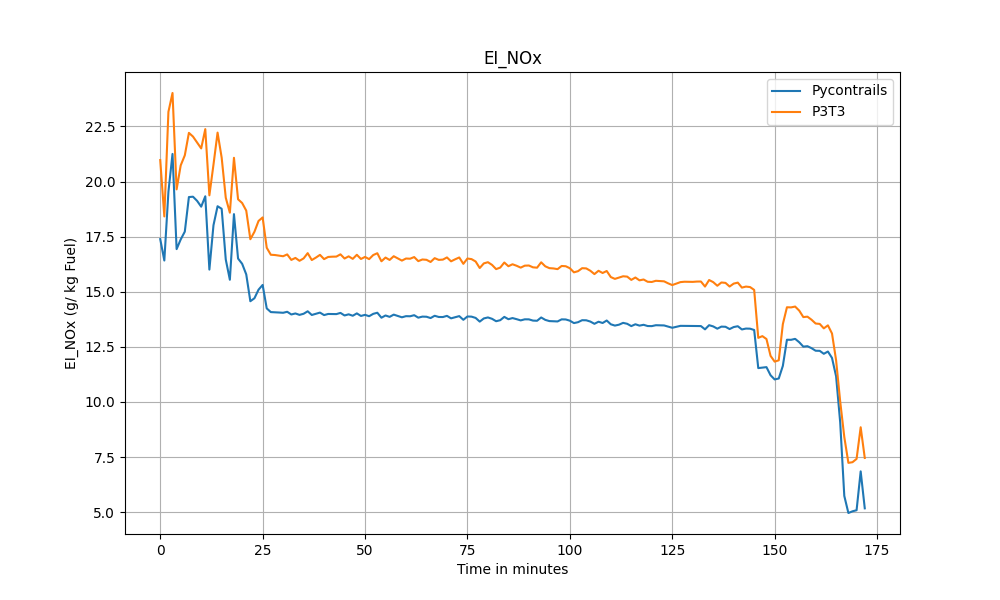 EI_NOx
Pycontrails
P3T3
EI_NOx (g/ kg Fuel)
22.5
20.0
17.5
15.0
12.5
10.0
7.5
5.0
0 25 50 75 100 125 150 175
Time in minutes